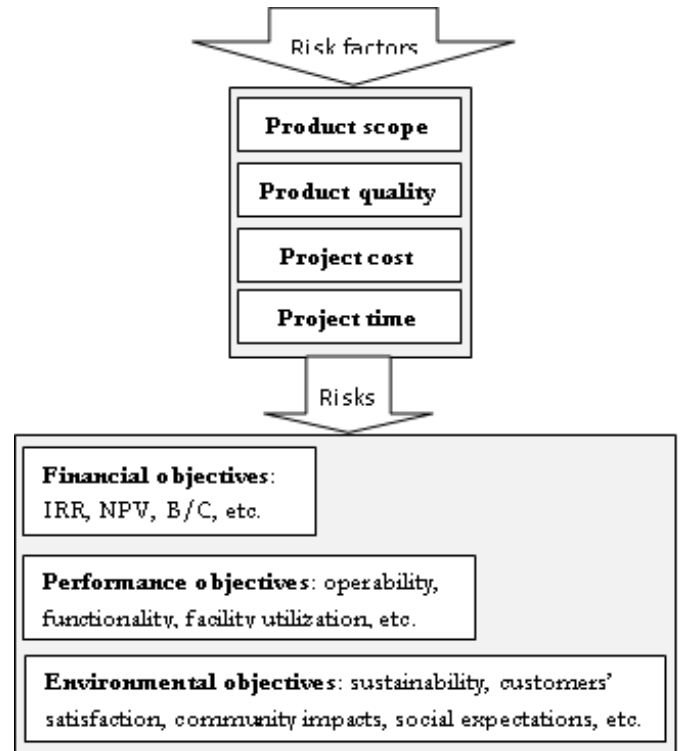 Risk factors
Product scope
Product quality
Project cost
Project time
Risks
Financial objectives:
IRR, NPV, B/C, etc.
Performance objectives: operability,
functionality, facility utilization, etc.
Environmental objectives: sustainability, customers'
satisfaction, community impacts, social expectations, etc.